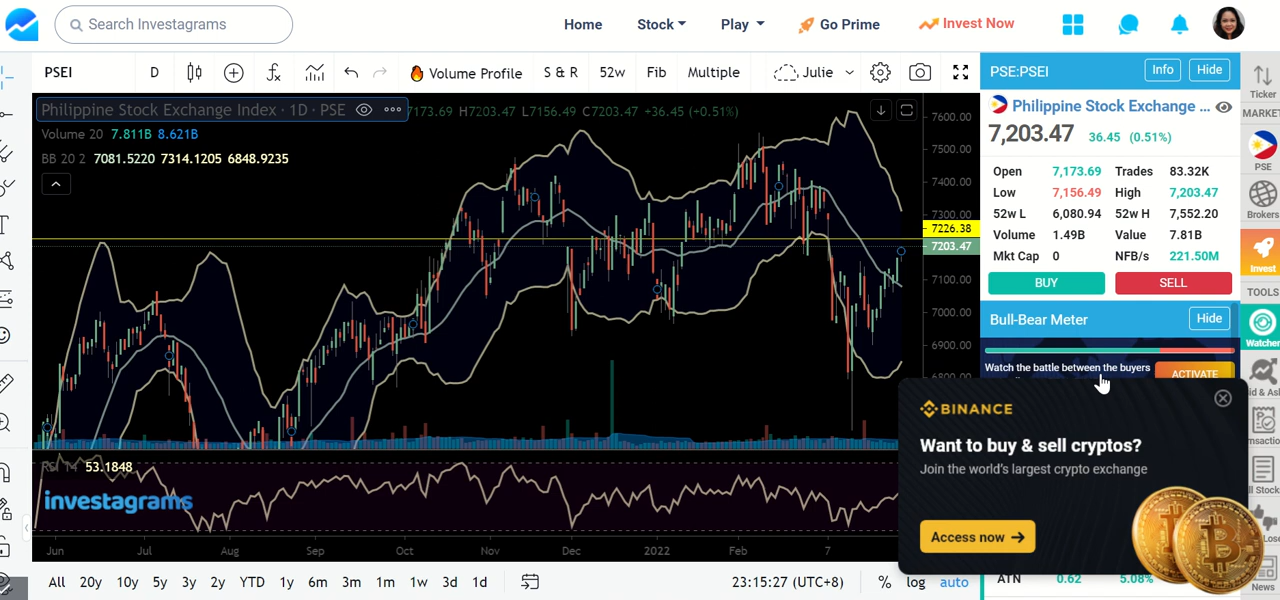 Search Investagrams
Home
Stock
Play
Go Prime
Invest Now
PSEI
D
Volume Profile
S & R
52w
Fib
Multiple
Julie
Philippine Stock Exchange Index · 1D · PSE
7173.69 H7203.47 L7156.49 C7203.47 +36.45 (+0.51%)
Volume 20 7.811B 8.621B
BB 20 2 7081.5220 7314.1205 6848.9235
7600.00
7500.00
7400.00
7300.00
7226.38
7203.47
7100.00
7000.00
6900.00
6800.00
RSI 14 53.1848
investagrams
Jun Jul Aug Sep Oct Nov Dec 2022 Feb 7
All 20y 10y 5y 3y 2y YTD 1y 6m 3m 1m 1w 3d 1d
23:15:27 (UTC+8)
% log auto
PSE:PSEI
Info
Hide
Philippine Stock Exchange ...
7,203.47 36.45 (0.51%)
Open 7,173.69 Trades 83.32K
Low 7,156.49 High 7,203.47
52w L 6,080.94 52w H 7,552.20
Volume 1.49B Value 7.81B
Mkt Cap 0 NFB/s 221.50M
BUY
SELL
Bull-Bear Meter
Hide
Watch the battle between the buyers
ACTIVATE
BINANCE
Want to buy & sell cryptos?
Join the world's largest crypto exchange
Access now
ATN 0.62 5.08%
Ticker
MARKET
PSE
Brokers
Invest
TOOLS
Watcher
id & As
nsactio
ll Stock
Lose
News